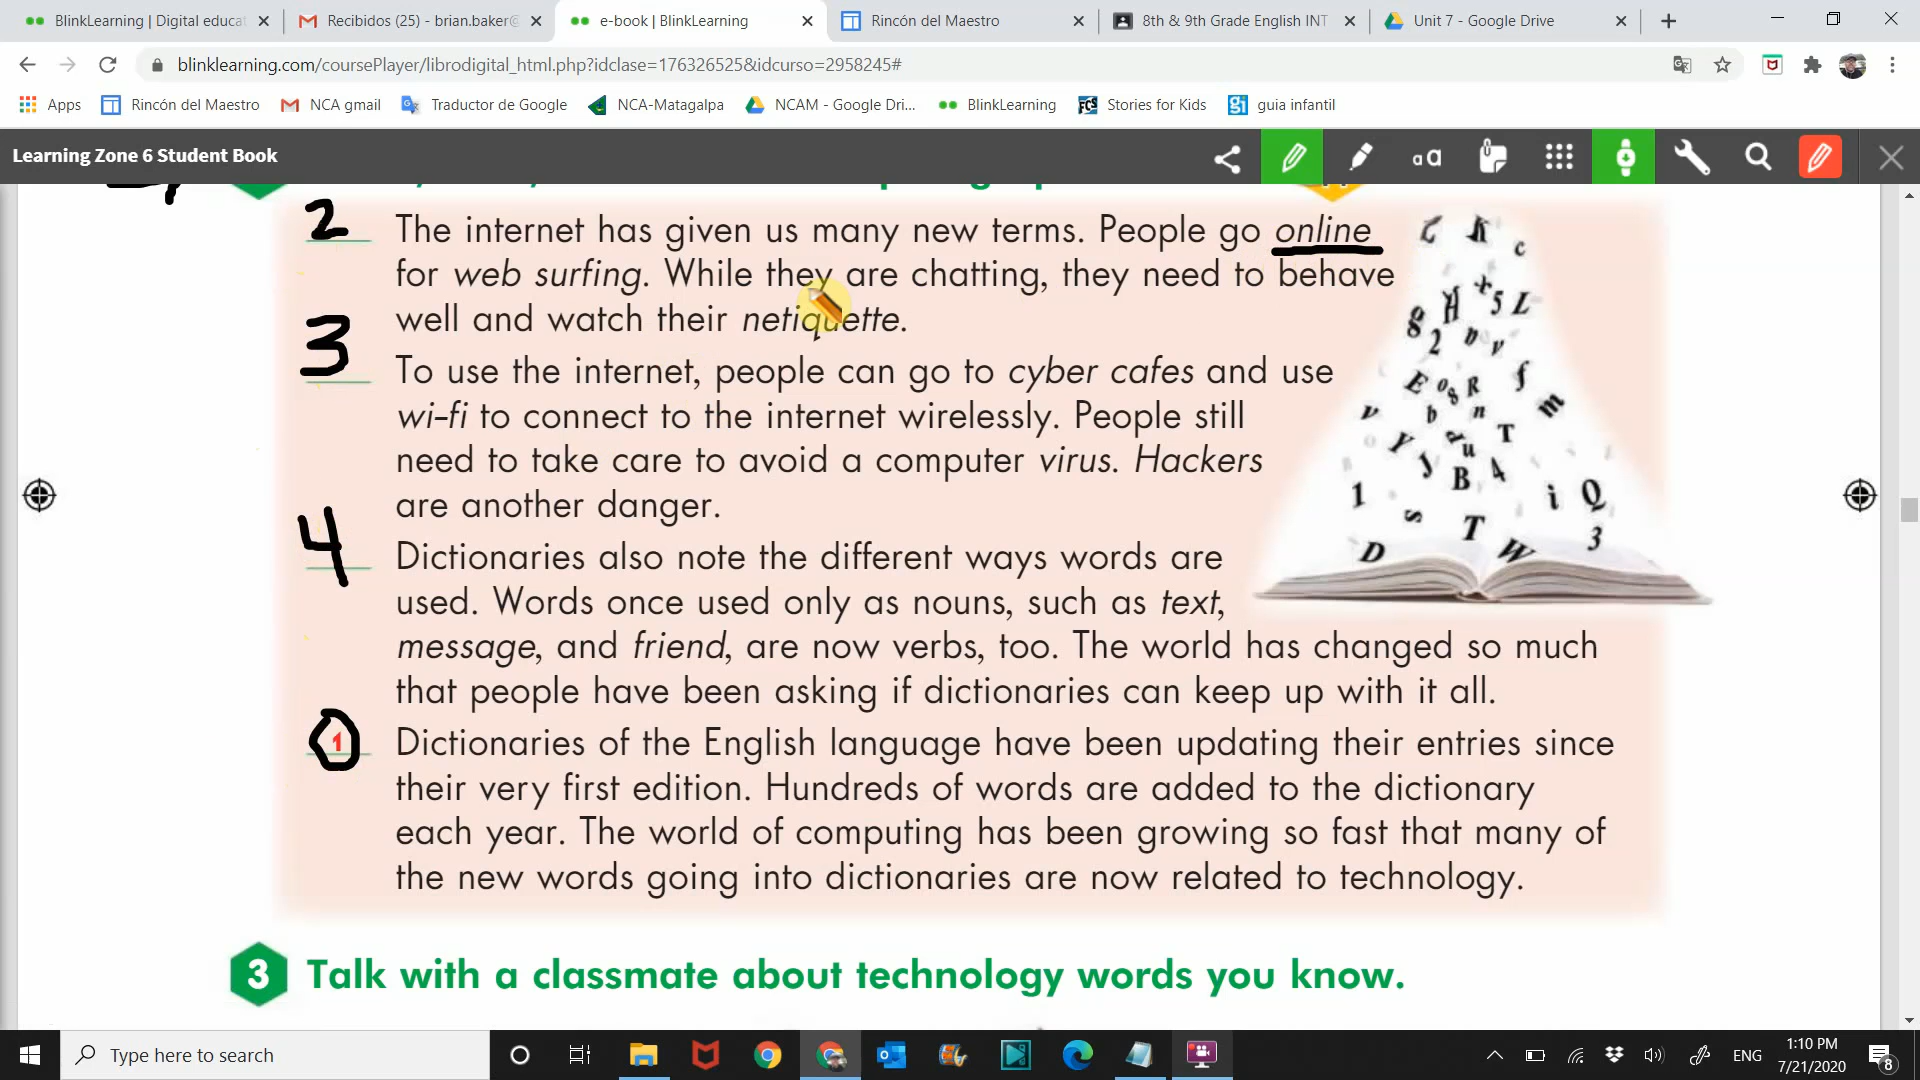 BlinkLearning | Digital educat
Recibidos (25) - brian.baker@
e-book | BlinkLearning
Rincón del Maestro
8th & 9th Grade English INT
Unit 7 - Google Drive
blinklearning.com/coursePlayer/librodigital_html.php?idclase=176326525&idcurso=2958245#
Apps
Rincón del Maestro
NCA gmail
Traductor de Google
NCA-Matagalpa
NCAM - Google Dri...
BlinkLearning
FCS
Stories for Kids
gi
guia infantil
Learning Zone 6 Student Book
aa
2
The internet has given us many new terms. People go online
for web surfing. While they are chatting, they need to behave
well and watch their netiquette.
3
To use the internet, people can go to cyber cafes and use
wi-fi to connect to the internet wirelessly. People still
need to take care to avoid a computer virus. Hackers
are another danger.
4
Dictionaries also note the different ways words are
used. Words once used only as nouns, such as text,
message, and friend, are now verbs, too. The world has changed so much
that people have been asking if dictionaries can keep up with it all.
1
Dictionaries of the English language have been updating their entries since
their very first edition. Hundreds of words are added to the dictionary
each year. The world of computing has been growing so fast that many of
the new words going into dictionaries are now related to technology.
3 Talk with a classmate about technology words you know.
Type here to search
ENG
1:10 PM
7/21/2020
8